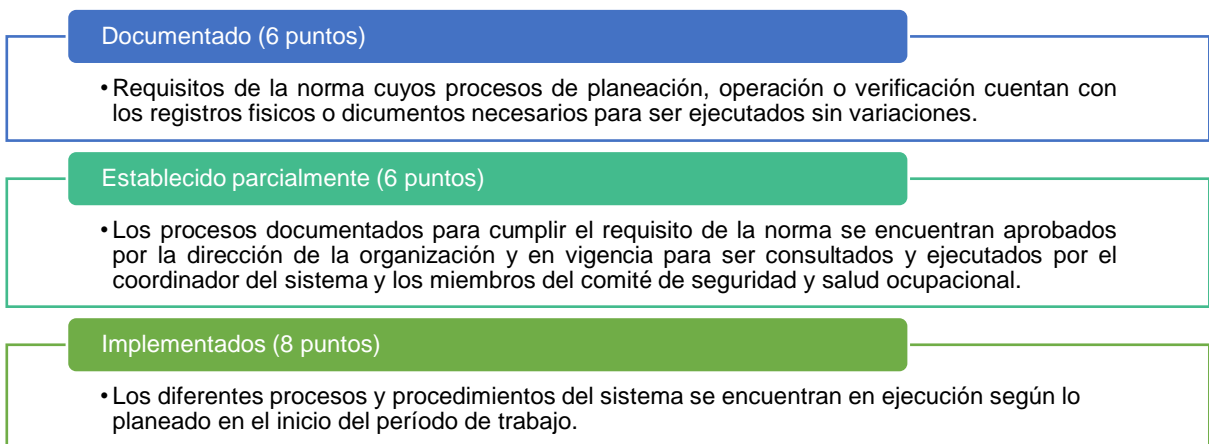 Documentado (6 puntos)
• Requisitos de la norma cuyos procesos de planeación, operación o verificación cuentan con
los registros fisicos o dicumentos necesarios para ser ejecutados sin variaciones.
Establecido parcialmente (6 puntos)
• Los procesos documentados para cumplir el requisito de la norma se encuentran aprobados
por la dirección de la organización y en vigencia para ser consultados y ejecutados por el
coordinador del sistema y los miembros del comité de seguridad y salud ocupacional.
Implementados (8 puntos)
• Los diferentes procesos y procedimientos del sistema se encuentran en ejecución según lo
planeado en el inicio del período de trabajo.